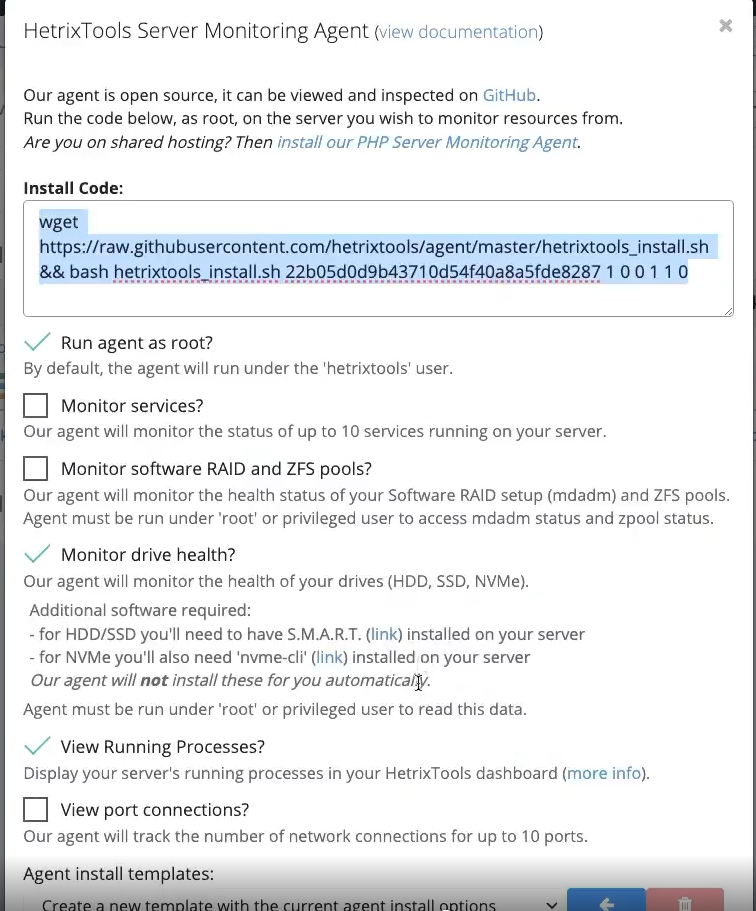 HetrixTools Server Monitoring Agent (view documentation)
Our agent is open source, it can be viewed and inspected on GitHub.
Run the code below, as root, on the server you wish to monitor resources from.
Are you on shared hosting? Then install our PHP Server Monitoring Agent.
Install Code:
wget
https://raw.githubusercontent.com/hetrixtools/agent/master/hetrixtools_install.sh
&& bash hetrixtools_install.sh 22b05d0d9b43710d54f40a8a5fde8287 1 0 0 1 1 0
Run agent as root?
By default, the agent will run under the 'hetrixtools' user.
Monitor services?
Our agent will monitor the status of up to 10 services running on your server.
Monitor software RAID and ZFS pools?
Our agent will monitor the health status of your Software RAID setup (mdadm) and ZFS pools.
Agent must be run under 'root' or privileged user to access mdadm status and zpool status.
Monitor drive health?
Our agent will monitor the health of your drives (HDD, SSD, NVMe).
Additional software required:
- for HDD/SSD you'll need to have S.M.A.R.T. (link) installed on your server
- for NVMe you'll also need 'nvme-cli' (link) installed on your server
Our agent will not install these for you automatically.
Agent must be run under 'root' or privileged user to read this data.
View Running Processes?
Display your server's running processes in your HetrixTools dashboard (more info).
View port connections?
Our agent will track the number of network connections for up to 10 ports.
Agent install templates:
Create a new template with the current agent install options